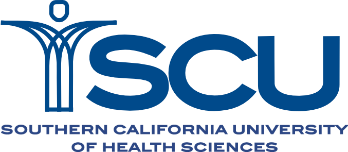 SCU
SOUTHERN CALIFORNIA UNIVERSITY
OF HEALTH SCIENCES